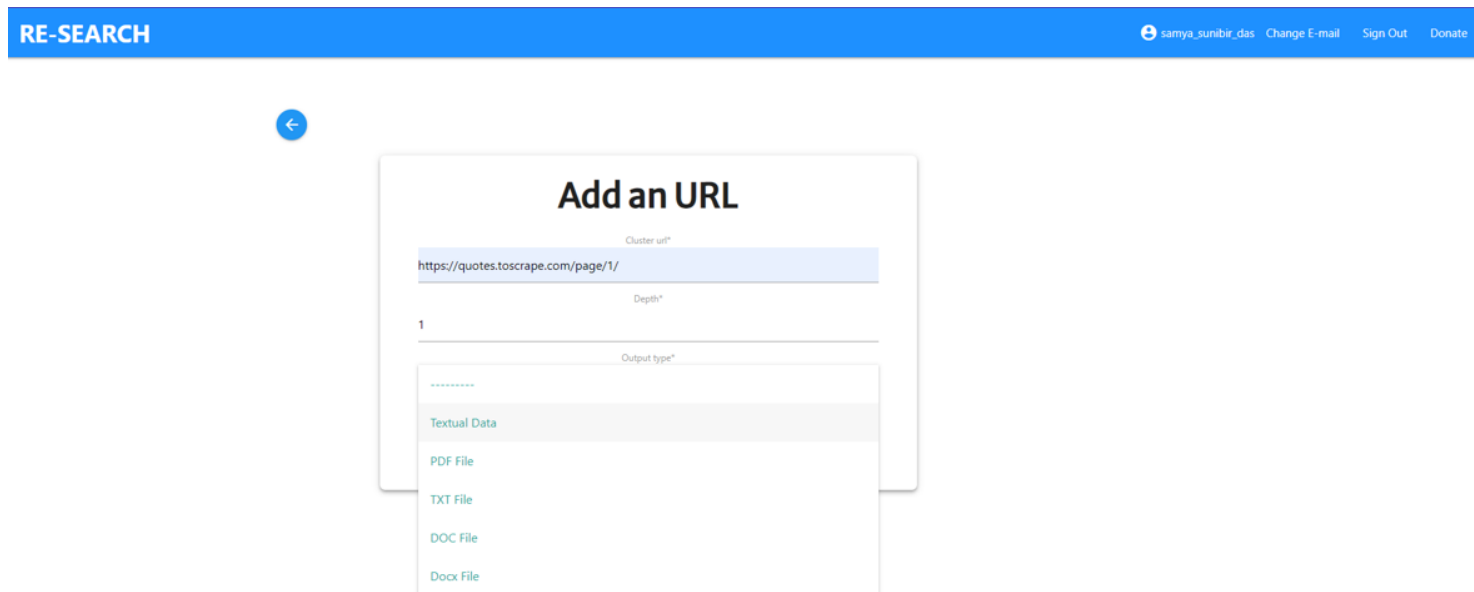 RE-SEARCH samya_sunibir_das Change E-mail Sign Out Donate
Add an URL
Cluster url*
https://quotes.toscrape.com/page/1/
Depth*
1
Output type*
---------
Textual Data
PDF File
TXT File
DOC File
Docx File